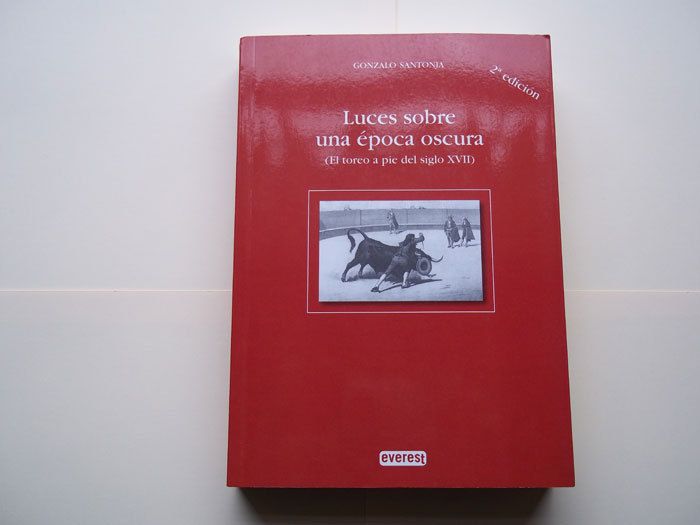 GONZALO SANTONJA
2ª edición
Luces sobre
una época oscura
(El toreo a pie del siglo XVII)
everest